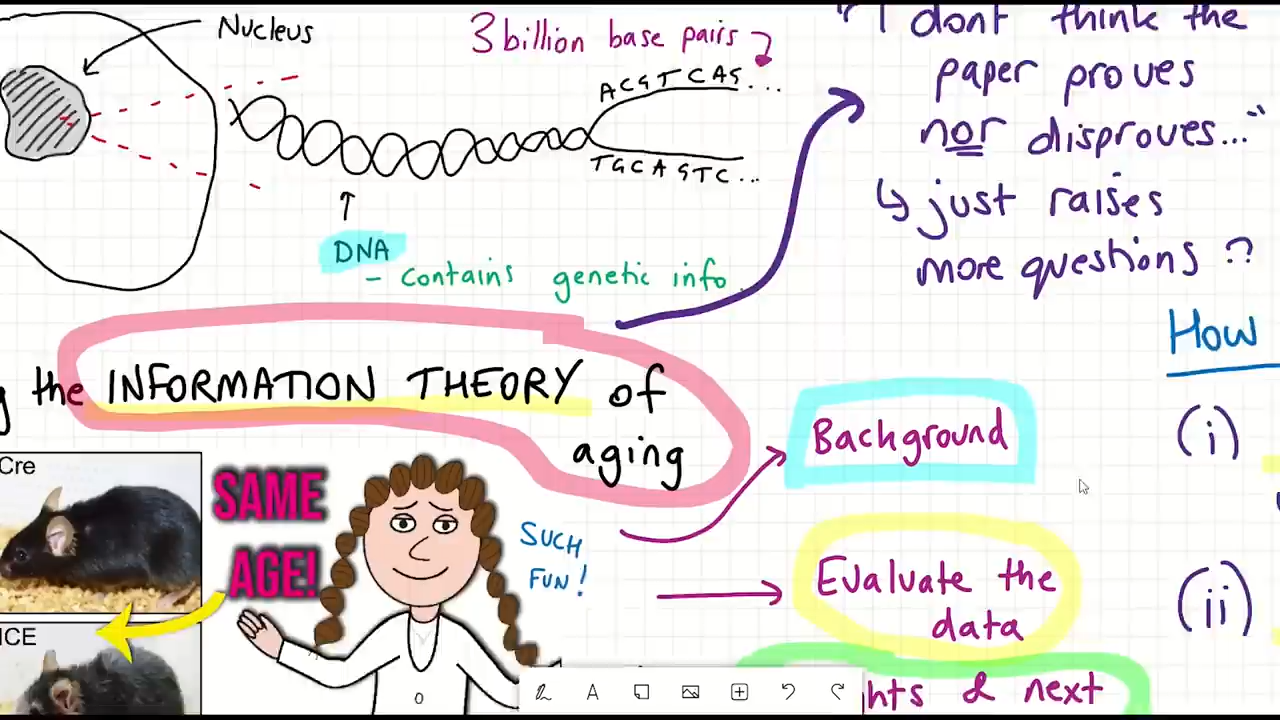 Nucleus
3 billion base pairs
ACGTCAG...
TGCAGTC...
DNA
- contains genetic info.
"I dont think the
paper proves
nor disproves..."
↳ just raises
more questions ?
the INFORMATION THEORY of
aging
How
Background
(i)
Evaluate the
data
(ii)
& next
Cre
ICE
SAME
AGE!
SUCH
FUN!